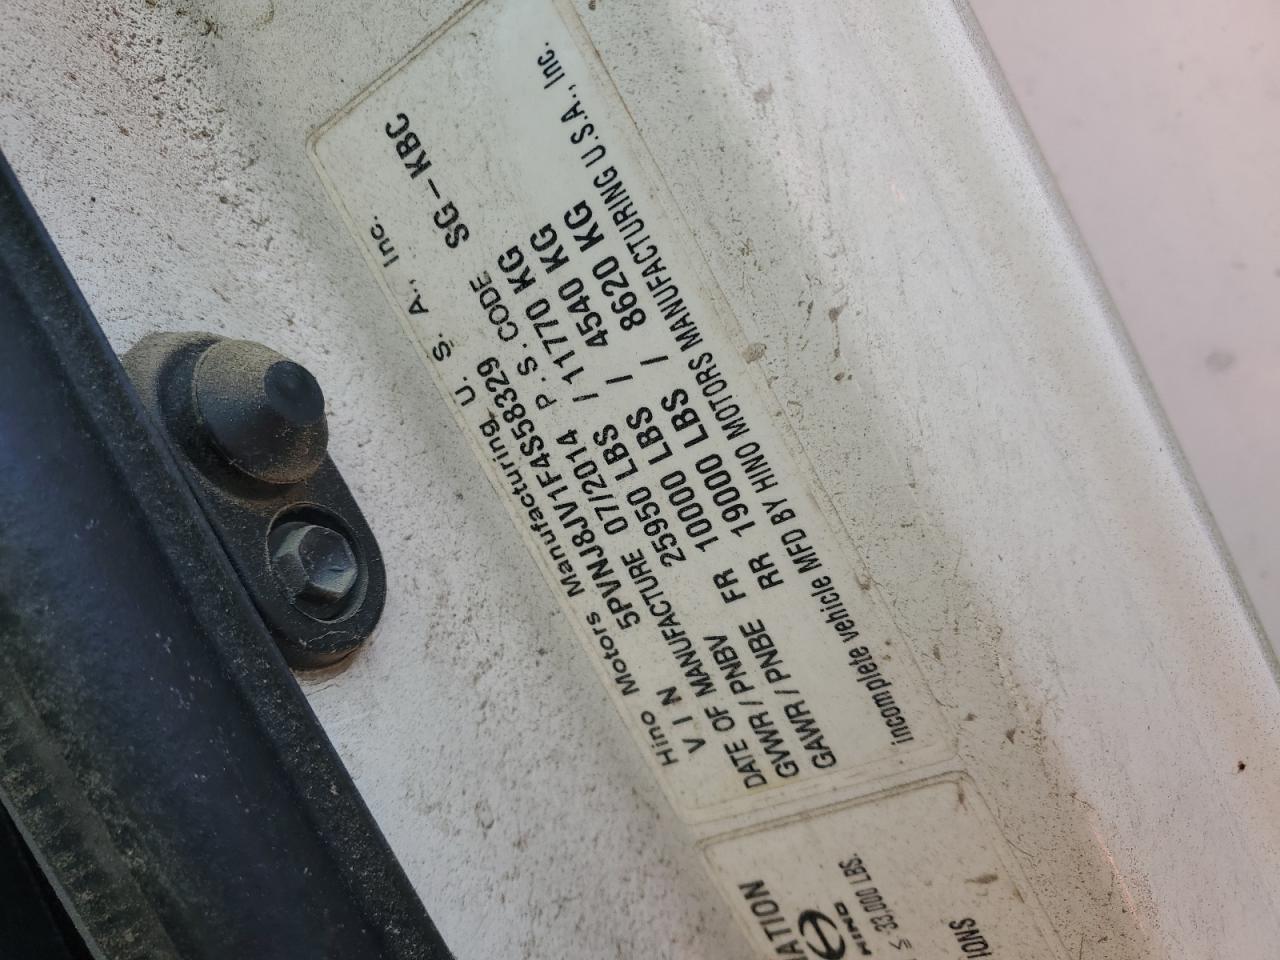 Hino Motors Manufacturing U. S. A., Inc.
V I N 5PVNJ8JV1F4S58329 P.S.CODE SG-KBC
DATE OF MANUFACTURE 07/2014
GVWR / PNBV 25950 LBS / 11770 KG
GAWR / PNBE FR 10000 LBS / 4540 KG
RR 19000 LBS / 8620 KG
incomplete vehicle MFD BY HINO MOTORS MANUFACTURING U.S.A., Inc.
HINO
≤ 33,000 LBS.